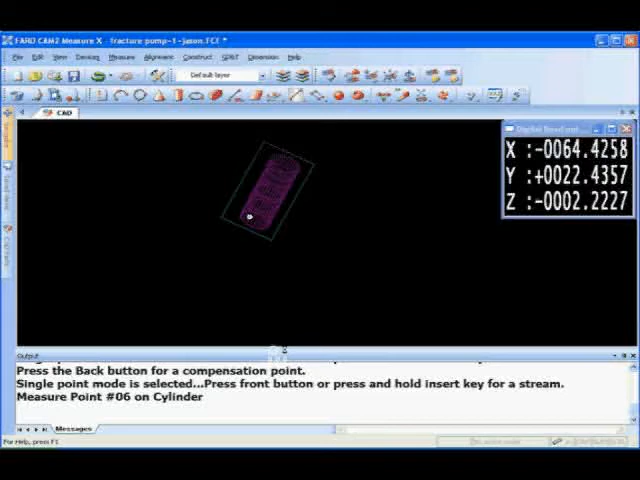 FARO CAM2 Measure X - fracture pump-1-Jason.FCX *
File Edit View Devices Measure Alignment Construct GD&T Dimension Help
Default layer
CAD
X :-0064.4258
Y :+0022.4357
Z :-0002.2227
Output
Press the Back button for a compensation point.
Single point mode is selected...Press front button or press and hold insert key for a stream.
Measure Point #06 on Cylinder
Messages
For Help, press F1